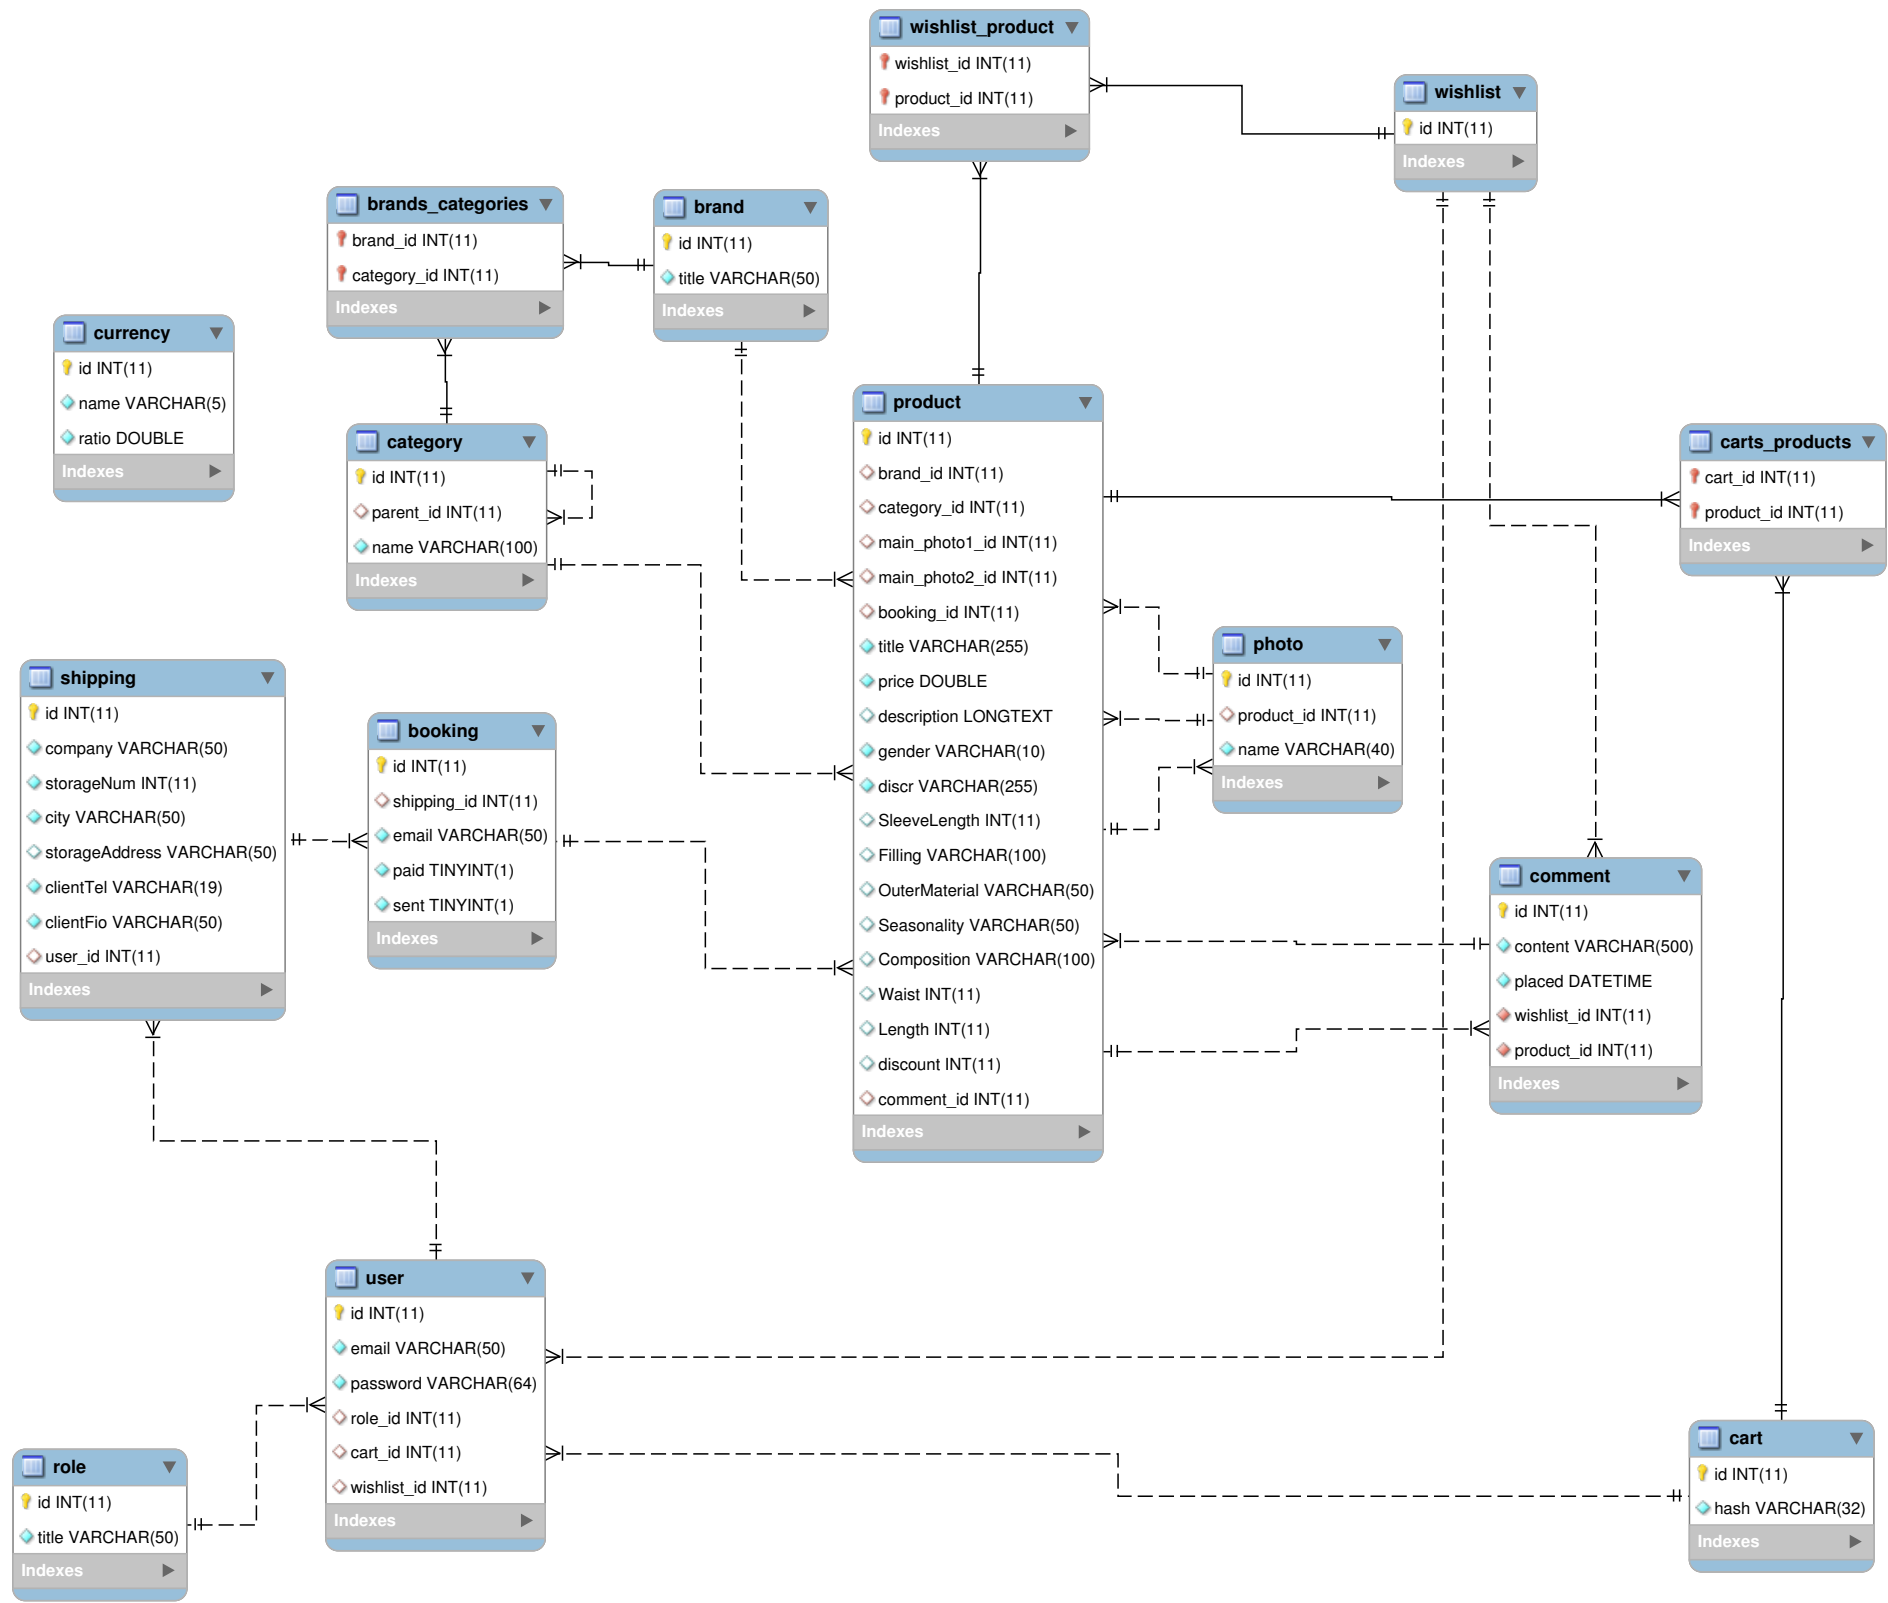 wishlist_product
wishlist_id INT(11)
product_id INT(11)
Indexes
wishlist
id INT(11)
Indexes
brands_categories
brand_id INT(11)
category_id INT(11)
Indexes
brand
id INT(11)
title VARCHAR(50)
Indexes
currency
id INT(11)
name VARCHAR(5)
ratio DOUBLE
Indexes
category
id INT(11)
parent_id INT(11)
name VARCHAR(100)
Indexes
product
id INT(11)
brand_id INT(11)
category_id INT(11)
main_photo1_id INT(11)
main_photo2_id INT(11)
booking_id INT(11)
title VARCHAR(255)
price DOUBLE
description LONGTEXT
gender VARCHAR(10)
discr VARCHAR(255)
SleeveLength INT(11)
Filling VARCHAR(100)
OuterMaterial VARCHAR(50)
Seasonality VARCHAR(50)
Composition VARCHAR(100)
Waist INT(11)
Length INT(11)
discount INT(11)
comment_id INT(11)
Indexes
carts_products
cart_id INT(11)
product_id INT(11)
Indexes
photo
id INT(11)
product_id INT(11)
name VARCHAR(40)
Indexes
shipping
id INT(11)
company VARCHAR(50)
storageNum INT(11)
city VARCHAR(50)
storageAddress VARCHAR(50)
clientTel VARCHAR(19)
clientFio VARCHAR(50)
user_id INT(11)
Indexes
booking
id INT(11)
shipping_id INT(11)
email VARCHAR(50)
paid TINYINT(1)
sent TINYINT(1)
Indexes
comment
id INT(11)
content VARCHAR(500)
placed DATETIME
wishlist_id INT(11)
product_id INT(11)
Indexes
user
id INT(11)
email VARCHAR(50)
password VARCHAR(64)
role_id INT(11)
cart_id INT(11)
wishlist_id INT(11)
Indexes
role
id INT(11)
title VARCHAR(50)
Indexes
cart
id INT(11)
hash VARCHAR(32)
Indexes